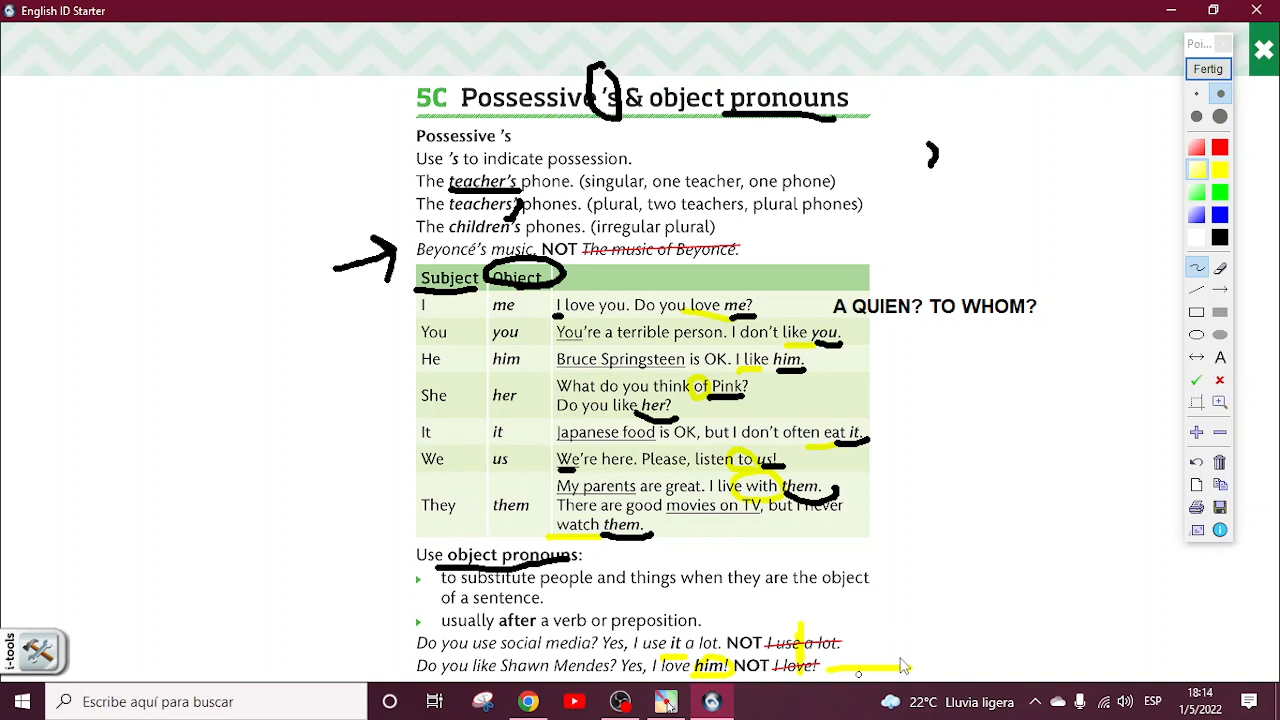 English ID Starter
Poi...
Fertig
5C Possessive 's & object pronouns
Possessive 's
Use 's to indicate possession.
The teacher's phone. (singular, one teacher, one phone)
The teachers' phones. (plural, two teachers, plural phones)
The children's phones. (irregular plural)
Beyoncé's music. NOT The music of Beyoncé.
Subject Object
I me I love you. Do you love me?
A QUIEN? TO WHOM?
You you You're a terrible person. I don't like you.
He him Bruce Springsteen is OK. I like him.
She her What do you think of Pink?
Do you like her?
It it Japanese food is OK, but I don't often eat it.
We us We're here. Please, listen to us!
They them My parents are great. I live with them.
There are good movies on TV, but I never
watch them.
Use object pronouns:
to substitute people and things when they are the object
of a sentence.
usually after a verb or preposition.
Do you use social media? Yes, I use it a lot. NOT I use a lot.
Do you like Shawn Mendes? Yes, I love him! NOT I love!
i-tools
Escribe aquí para buscar
22°C Lluvia ligera
ESP
18:14
1/5/2022